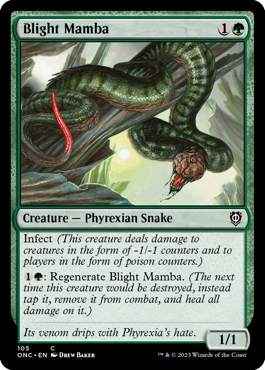 Blight Mamba 1
Creature — Phyrexian Snake
Infect (This creature deals damage to
creatures in the form of -1/-1 counters and to
players in the form of poison counters.)
1 : Regenerate Blight Mamba. (The next
time this creature would be destroyed, instead
tap it, remove it from combat, and heal all
damage on it.)
Its venom drips with Phyrexia's hate.
1/1
105 C
ONC • EN DREW BAKER ™ & © 2023 Wizards of the Coast